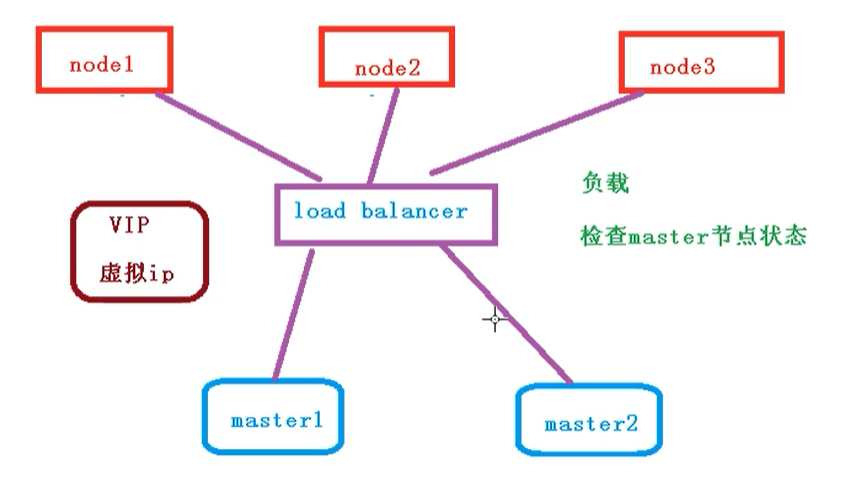 node1
node2
node3
负载
load balancer
VIP
检查master节点状态
虚拟ip
master1
master2